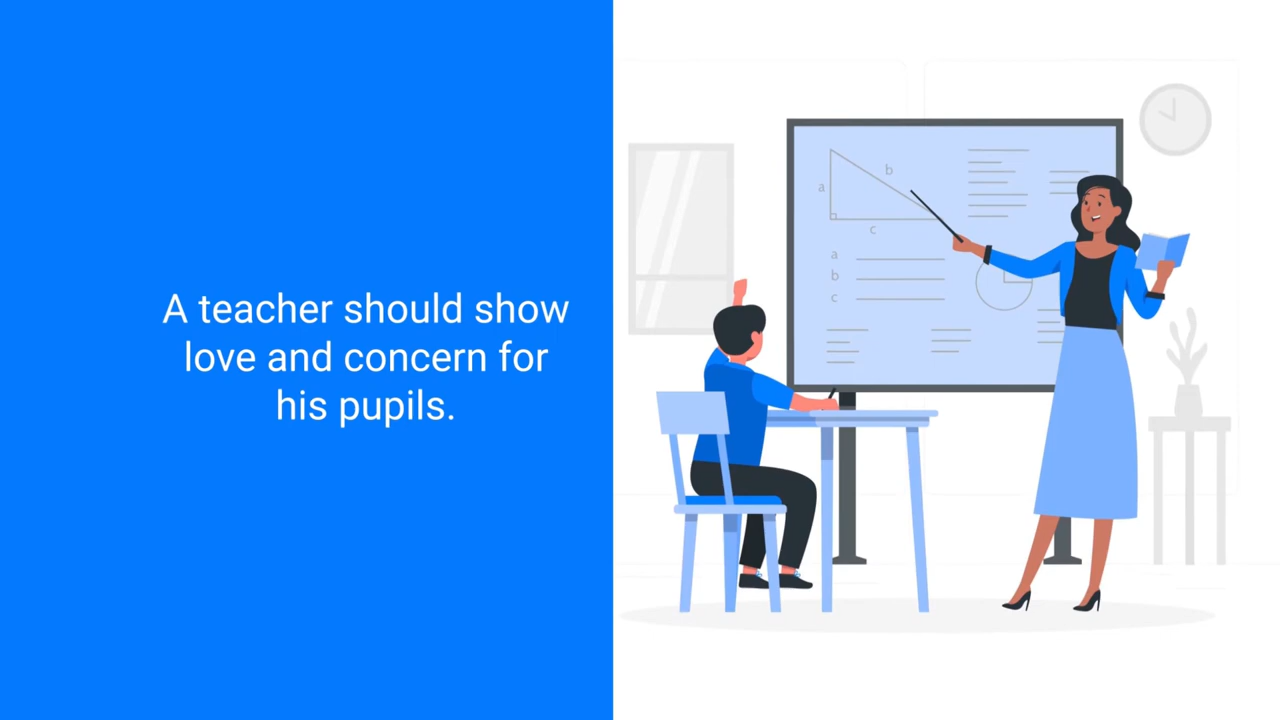 A teacher should show
love and concern for
his pupils.
b
a
c
a
b
c